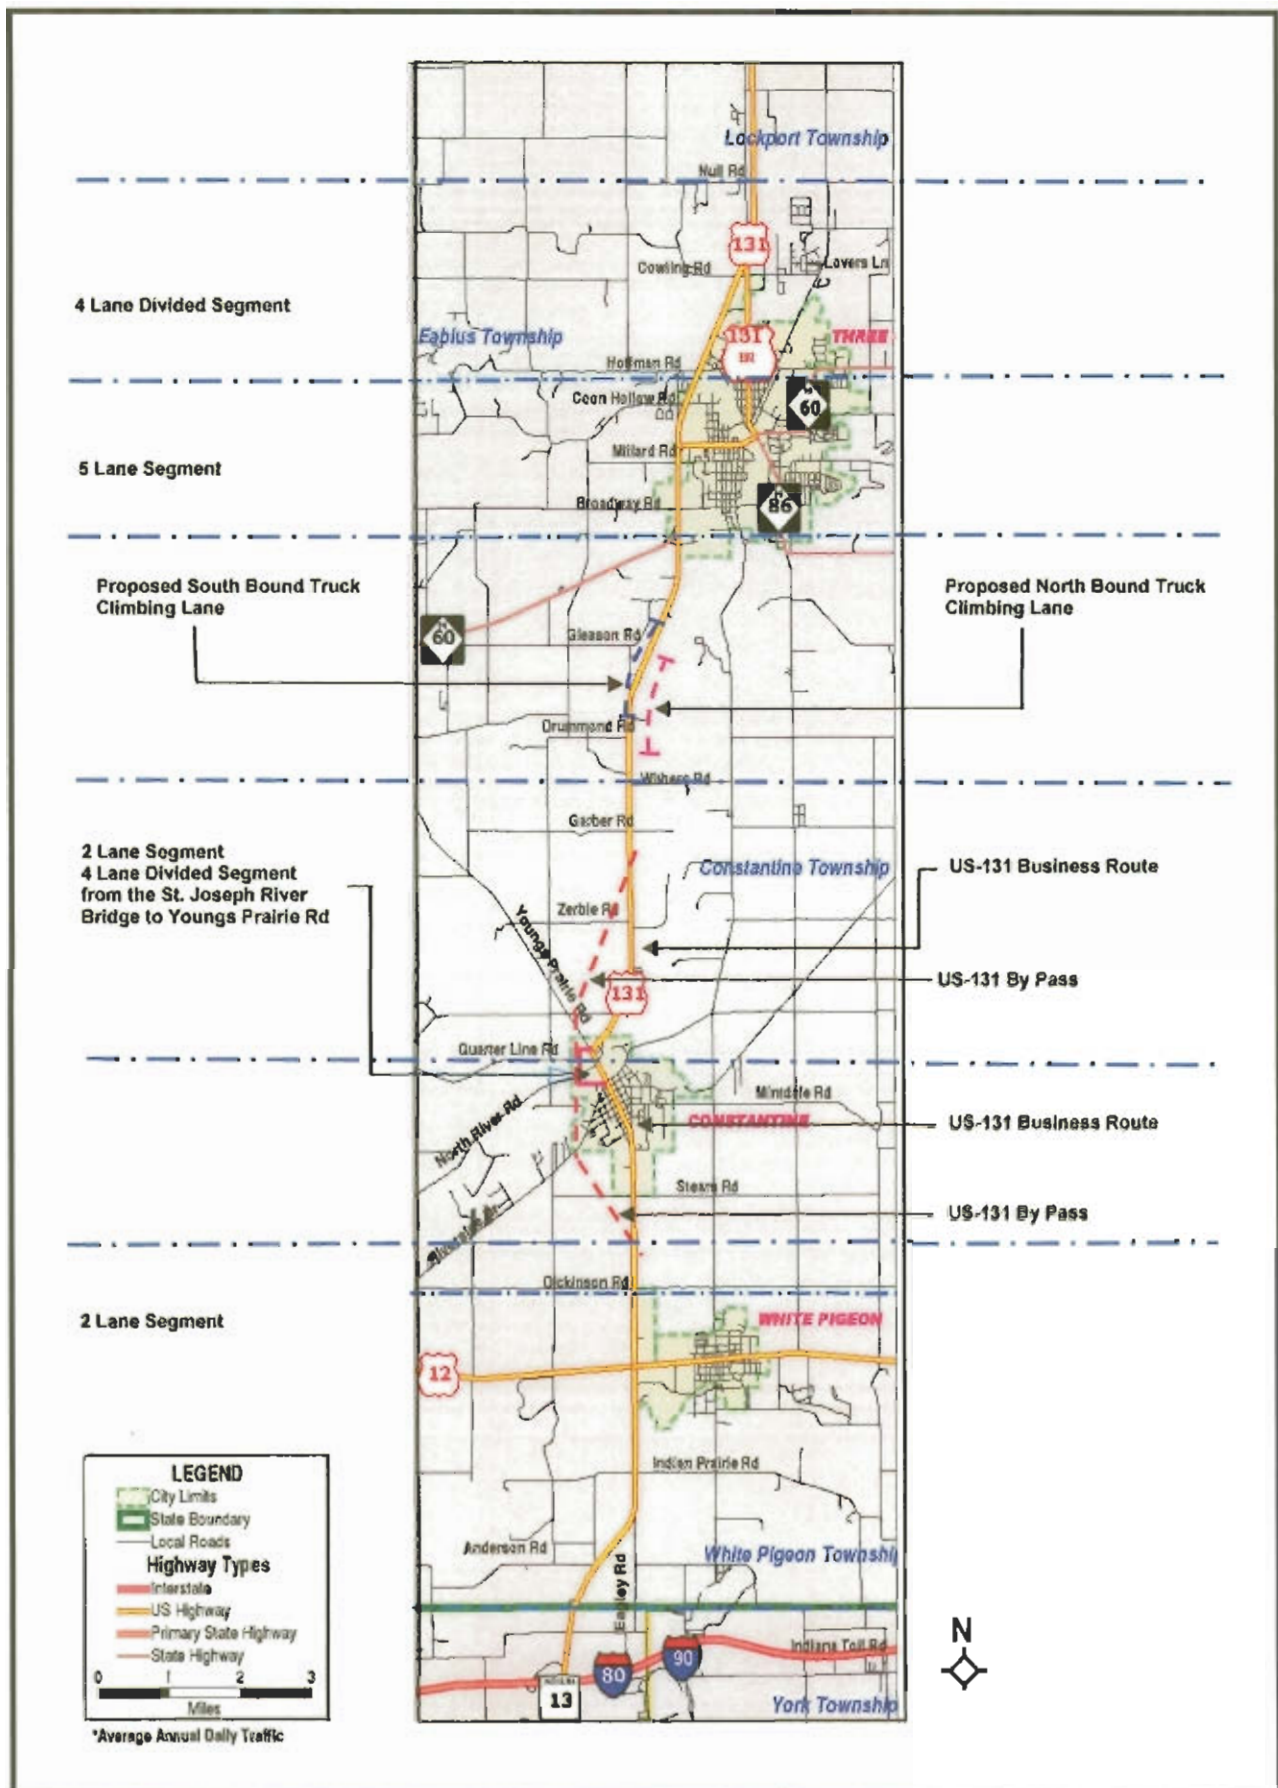 Lockport Township
Null Rd
131
Cowling Rd
Lovers Ln
4 Lane Divided Segment
Fabius Township
131
BR
THREE
Hoffman Rd
Coon Hollow Rd
M
60
Millard Rd
5 Lane Segment
Broadway Rd
86
Proposed South Bound Truck
Climbing Lane
Proposed North Bound Truck
Climbing Lane
60
Gleason Rd
Drummond Rd
Withers Rd
Garber Rd
2 Lane Segment
4 Lane Divided Segment
from the St. Joseph River
Bridge to Youngs Prairie Rd
Constantine Township
US-131 Business Route
Zerble Rd
Youngs Prairie Rd
US-131 By Pass
131
Quarter Line Rd
Mintdale Rd
North River Rd
CONSTANTINE
US-131 Business Route
Stears Rd
US-131 By Pass
Dickinson Rd
2 Lane Segment
WHITE PIGEON
12
Indian Prairie Rd
LEGEND
City Limits
State Boundary
Local Roads
Highway Types
Interstate
US Highway
Primary State Highway
State Highway
0 1 2 3
Miles
*Average Annual Daily Traffic
Anderson Rd
White Pigeon Townshi
Eagley Rd
N
Indiana Toll Rd
90
80
INDIANA
13
York Township